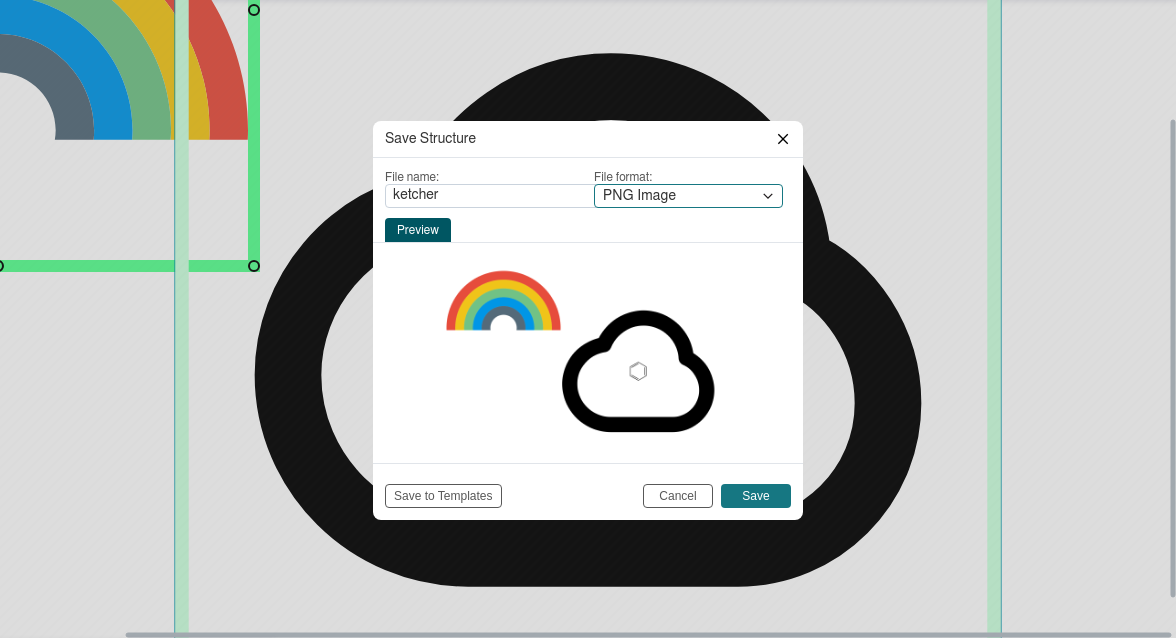 Save Structure
File name:
File format:
ketcher
PNG Image
Preview
Save to Templates
Cancel
Save